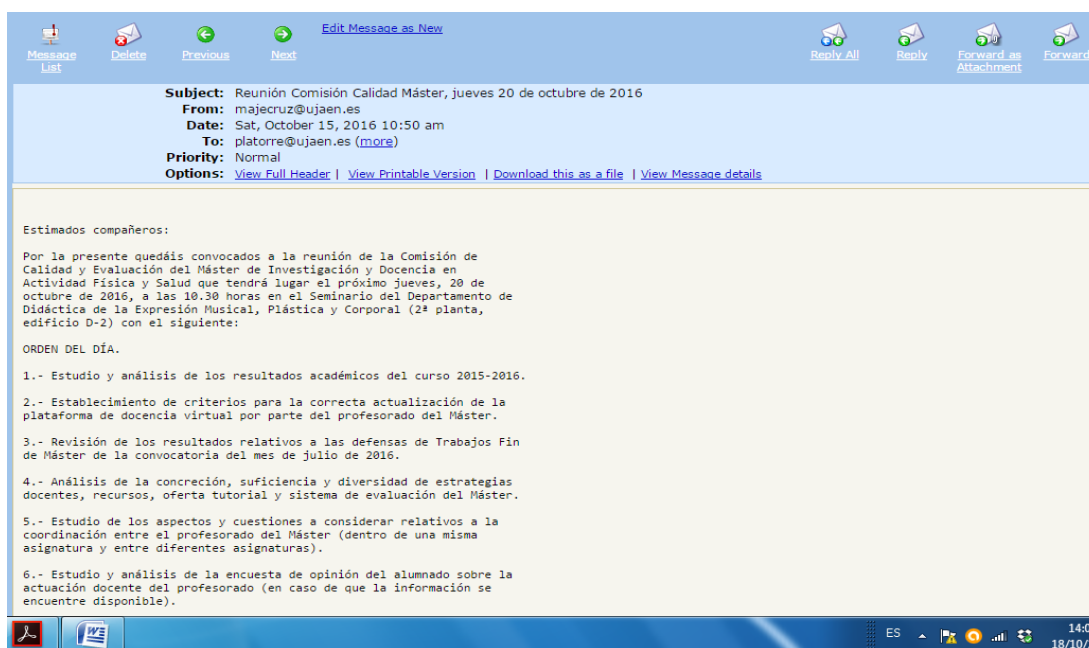 Edit Message as New
Message List
Delete
Previous
Next
Reply All
Reply
Forward as Attachment
Forward
Subject: Reunión Comisión Calidad Máster, jueves 20 de octubre de 2016
From: majecruz@ujaen.es
Date: Sat, October 15, 2016 10:50 am
To: platorre@ujaen.es (more)
Priority: Normal
Options: View Full Header | View Printable Version | Download this as a file | View Message details
Estimados compañeros:
Por la presente quedáis convocados a la reunión de la Comisión de
Calidad y Evaluación del Máster de Investigación y Docencia en
Actividad Física y Salud que tendrá lugar el próximo jueves, 20 de
octubre de 2016, a las 10.30 horas en el Seminario del Departamento de
Didáctica de la Expresión Musical, Plástica y Corporal (2ª planta,
edificio D-2) con el siguiente:
ORDEN DEL DÍA.
1.- Estudio y análisis de los resultados académicos del curso 2015-2016.
2.- Establecimiento de criterios para la correcta actualización de la
plataforma de docencia virtual por parte del profesorado del Máster.
3.- Revisión de los resultados relativos a las defensas de Trabajos Fin
de Máster de la convocatoria del mes de julio de 2016.
4.- Análisis de la concreción, suficiencia y diversidad de estrategias
docentes, recursos, oferta tutorial y sistema de evaluación del Máster.
5.- Estudio de los aspectos y cuestiones a considerar relativos a la
coordinación entre el profesorado del Máster (dentro de una misma
asignatura y entre diferentes asignaturas).
6.- Estudio y análisis de la encuesta de opinión del alumnado sobre la
actuación docente del profesorado (en caso de que la información se
encuentre disponible).
ES
14:0
18/10/